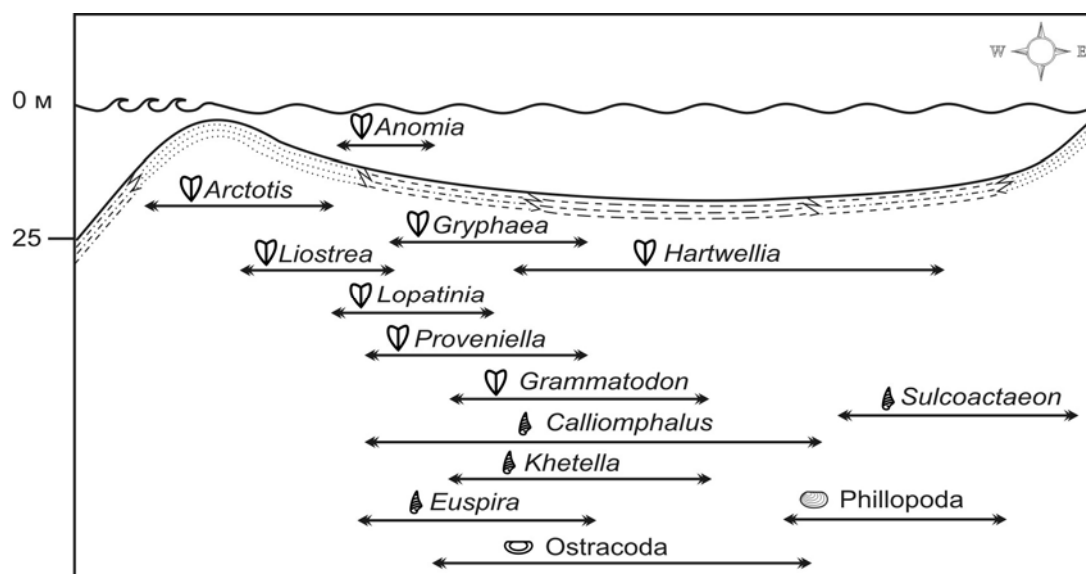 W E
0 м
Anomia
Arctotis
25
Gryphaea
Liostrea Hartwellia
Lopatinia
Proveniella
Grammatodon
Sulcoactaeon
Calliomphalus
Khetella
Euspira Phillopoda
Ostracoda